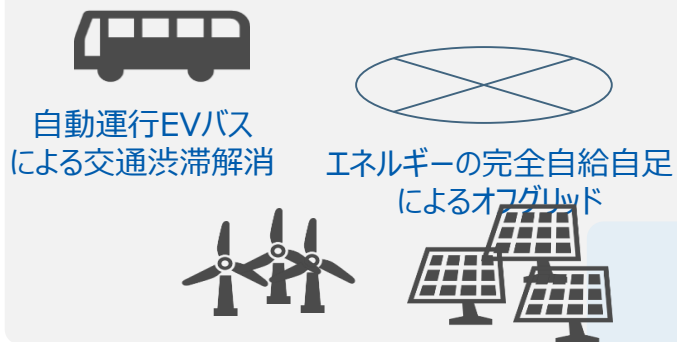 自動運行EVバス
による交通渋滞解消
エネルギーの完全自給自足
によるオフグリッド